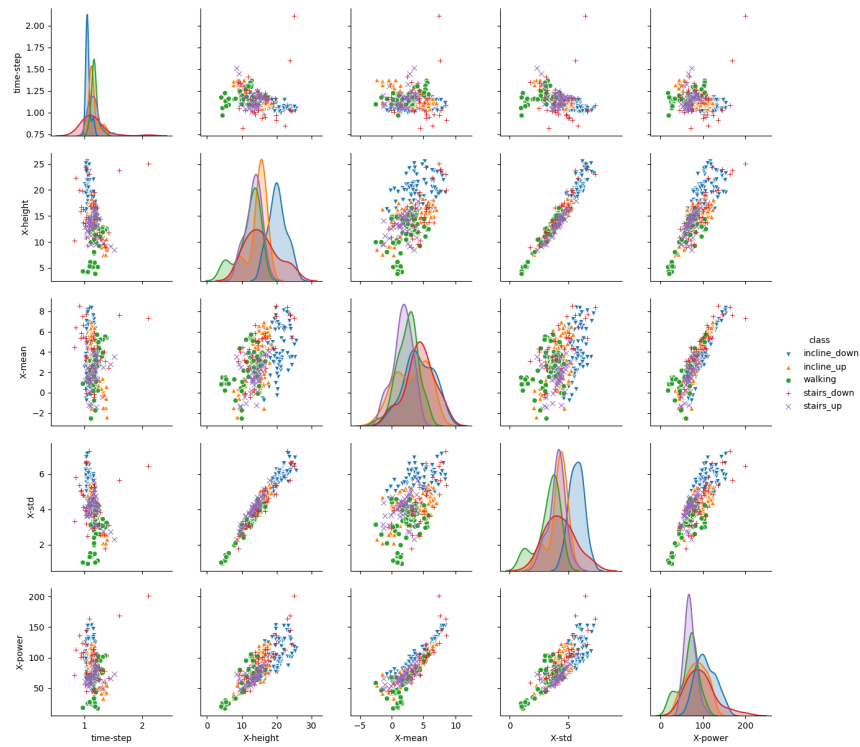 2.00
1.75
1.50
1.25
1.00
0.75
time-step
25
20
15
10
5
X-height
8
6
4
2
0
−2
X-mean
6
4
2
X-std
200
150
100
50
X-power
1
2
time-step
0
10
20
30
X-height
−5
0
5
10
X-mean
0
5
X-std
0
100
200
X-power
class
incline_down
incline_up
walking
stairs_down
stairs_up